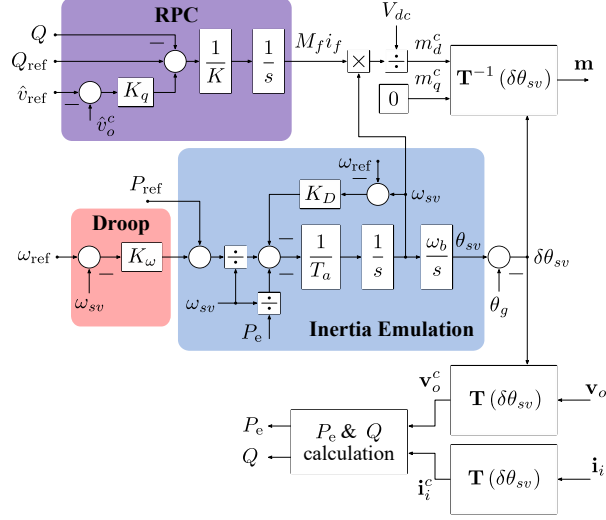 RPC
Q
Q_ref
v̂_ref
−
−
v̂_o^c
K_q
1/K
1/s
M_f i_f
×
V_dc
÷
m_d^c
m_q^c
0
T^{−1} (δθ_sv)
m
P_ref
Droop
ω_ref
−
ω_sv
K_ω
ω_ref
−
K_D
ω_sv
÷
−
−
1/T_a
1/s
ω_b/s
θ_sv
−
δθ_sv
θ_g
ω_sv
÷
P_e
Inertia Emulation
v_o^c
T (δθ_sv)
v_o
P_e
Q
P_e & Q
calculation
i_i^c
T (δθ_sv)
i_i